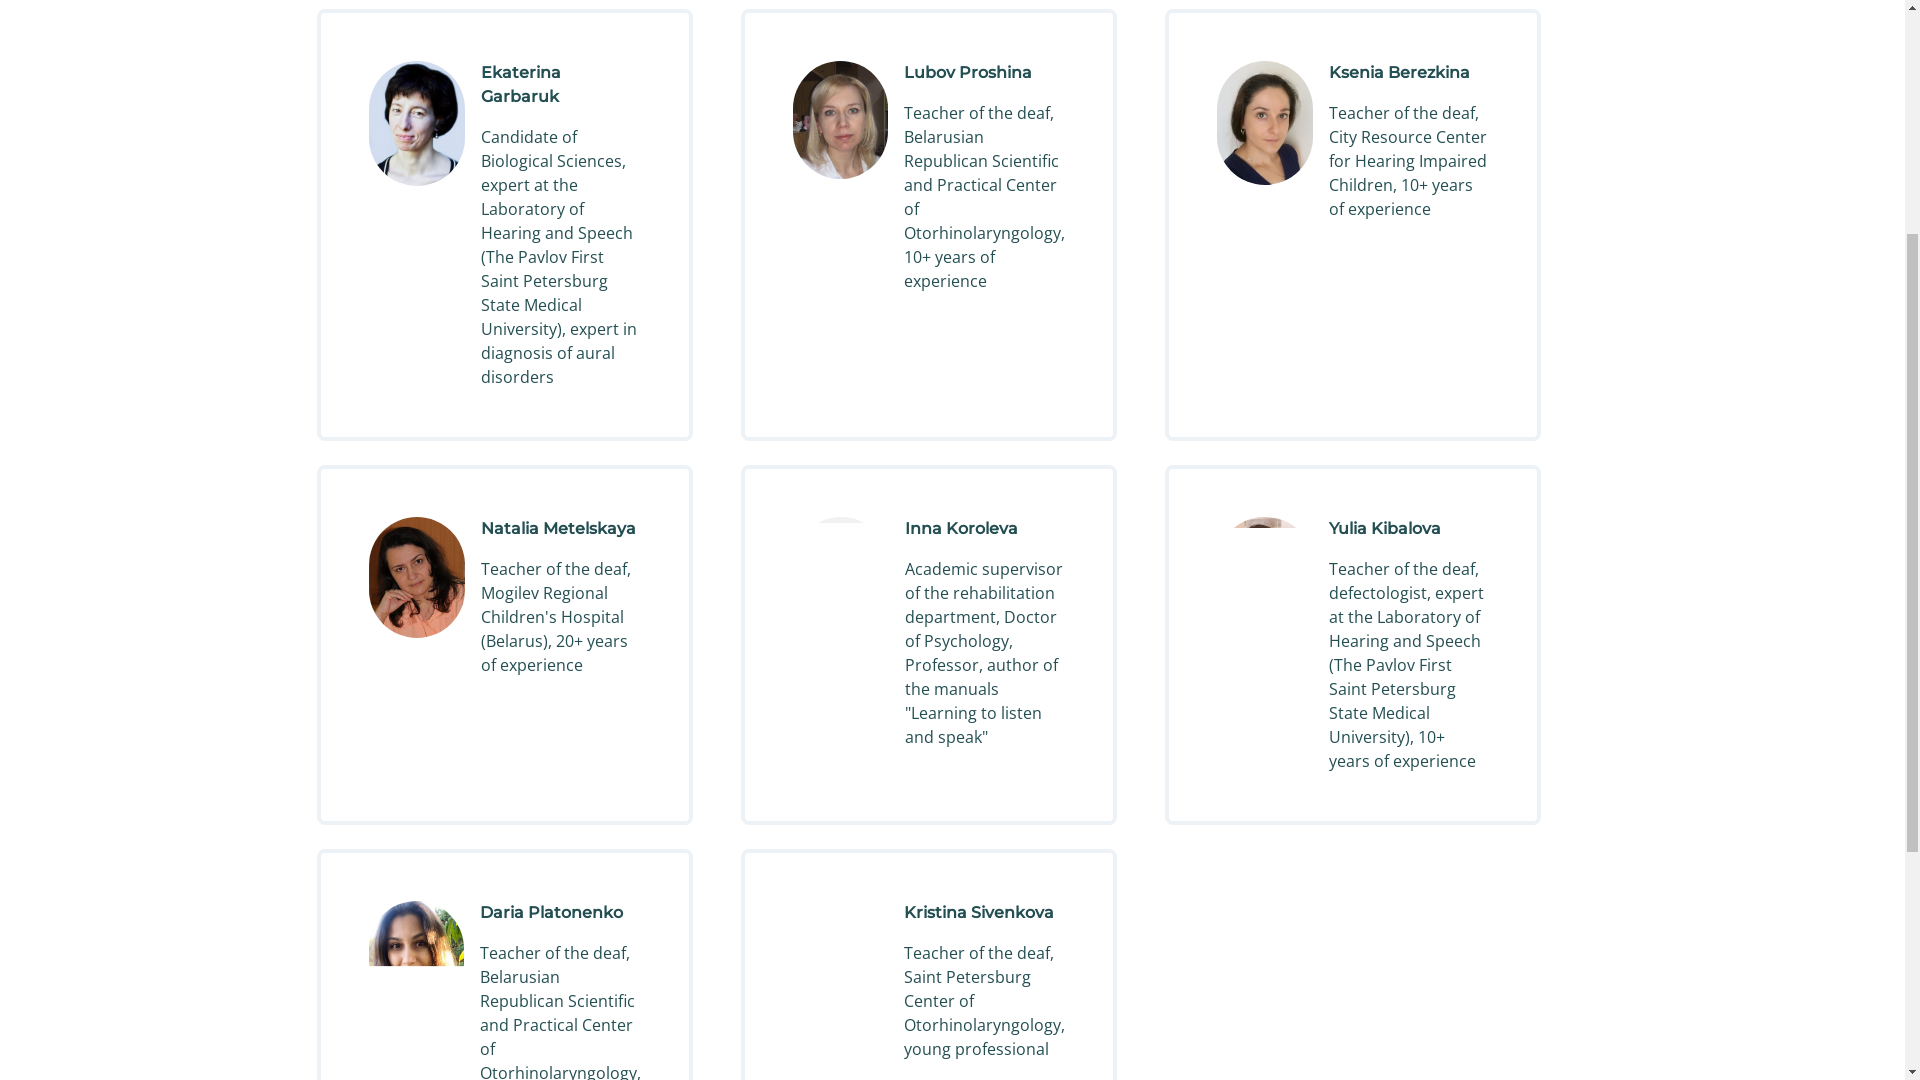 Ekaterina
Garbaruk
Candidate of
Biological Sciences,
expert at the
Laboratory of
Hearing and Speech
(The Pavlov First
Saint Petersburg
State Medical
University), expert in
diagnosis of aural
disorders
Lubov Proshina
Teacher of the deaf,
Belarusian
Republican Scientific
and Practical Center
of
Otorhinolaryngology,
10+ years of
experience
Ksenia Berezkina
Teacher of the deaf,
City Resource Center
for Hearing Impaired
Children, 10+ years
of experience
Natalia Metelskaya
Teacher of the deaf,
Mogilev Regional
Children's Hospital
(Belarus), 20+ years
of experience
Inna Koroleva
Academic supervisor
of the rehabilitation
department, Doctor
of Psychology,
Professor, author of
the manuals
"Learning to listen
and speak"
Yulia Kibalova
Teacher of the deaf,
defectologist, expert
at the Laboratory of
Hearing and Speech
(The Pavlov First
Saint Petersburg
State Medical
University), 10+
years of experience
Daria Platonenko
Teacher of the deaf,
Belarusian
Republican Scientific
and Practical Center
of
Otorhinolaryngology,
Kristina Sivenkova
Teacher of the deaf,
Saint Petersburg
Center of
Otorhinolaryngology,
young professional